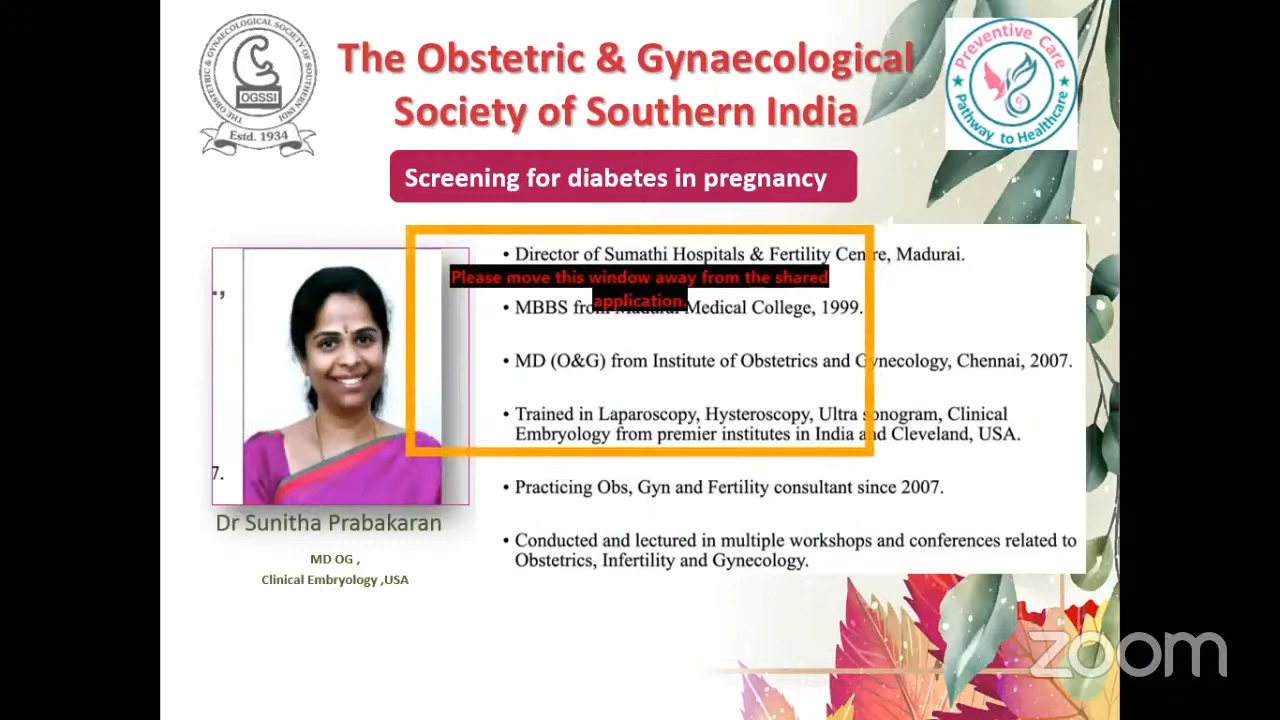 The Obstetric & Gynaecological
Society of Southern India
THE OBSTETRIC & GYNAECOLOGICAL SOCIETY OF SOUTHERN INDIA
OGSSI
Estd. 1934
Preventive Care
Pathway to Healthcare
Screening for diabetes in pregnancy
.,
7.
Dr Sunitha Prabakaran
MD OG ,
Clinical Embryology ,USA
• Director of Sumathi Hospitals & Fertility Centre, Madurai.
Please move this window away from the shared
application.
• MBBS from Madurai Medical College, 1999.
• MD (O&G) from Institute of Obstetrics and Gynecology, Chennai, 2007.
• Trained in Laparoscopy, Hysteroscopy, Ultra sonogram, Clinical
Embryology from premier institutes in India and Cleveland, USA.
• Practicing Obs, Gyn and Fertility consultant since 2007.
• Conducted and lectured in multiple workshops and conferences related to
Obstetrics, Infertility and Gynecology.
zoom